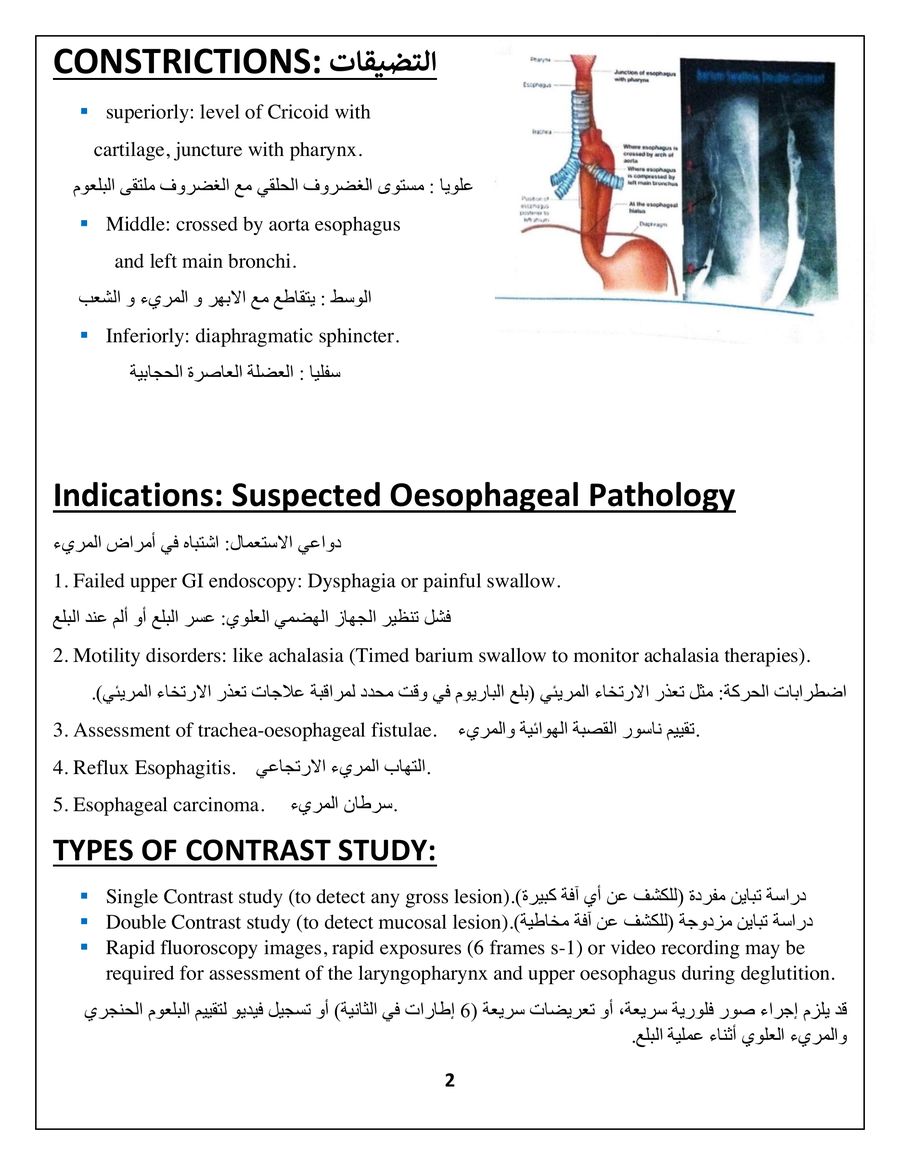 CONSTRICTIONS: التضيقات
▪ superiorly: level of Cricoid with
cartilage, juncture with pharynx.
علويا : مستوى الغضروف الحلقي مع الغضروف ملتقى البلعوم
▪ Middle: crossed by aorta esophagus
and left main bronchi.
الوسط : يتقاطع مع الابهر و المريء و الشعب
▪ Inferiorly: diaphragmatic sphincter.
سفليا : العضلة العاصرة الحجابية
Pharynx
Esophagus
Trachea
Position of
esophagus
posterior to
left atrium
Junction of esophagus
with pharynx
Where esophagus is
crossed by arch of
aorta
Where esophagus
is compressed by
left main bronchus
At the esophageal
hiatus
Diaphragm
Barium Swallow Double Contrast
Indications: Suspected Oesophageal Pathology
دواعي الاستعمال: اشتباه في أمراض المريء
1. Failed upper GI endoscopy: Dysphagia or painful swallow.
فشل تنظير الجهاز الهضمي العلوي: عسر البلع أو ألم عند البلع
2. Motility disorders: like achalasia (Timed barium swallow to monitor achalasia therapies).
اضطرابات الحركة: مثل تعذر الارتخاء المريئي (بلع الباريوم في وقت محدد لمراقبة علاجات تعذر الارتخاء المريئي).
3. Assessment of trachea-oesophageal fistulae. تقييم ناسور القصبة الهوائية والمريء.
4. Reflux Esophagitis. التهاب المريء الارتجاعي.
5. Esophageal carcinoma. سرطان المريء.
TYPES OF CONTRAST STUDY:
▪ Single Contrast study (to detect any gross lesion).(دراسة تباين مفردة (للكشف عن أي آفة كبيرة
▪ Double Contrast study (to detect mucosal lesion).(دراسة تباين مزدوجة (للكشف عن آفة مخاطية
▪ Rapid fluoroscopy images, rapid exposures (6 frames s-1) or video recording may be
required for assessment of the laryngopharynx and upper oesophagus during deglutition.
قد يلزم إجراء صور فلورية سريعة، أو تعريضات سريعة (6 إطارات في الثانية) أو تسجيل فيديو لتقييم البلعوم الحنجري
والمريء العلوي أثناء عملية البلع.
2